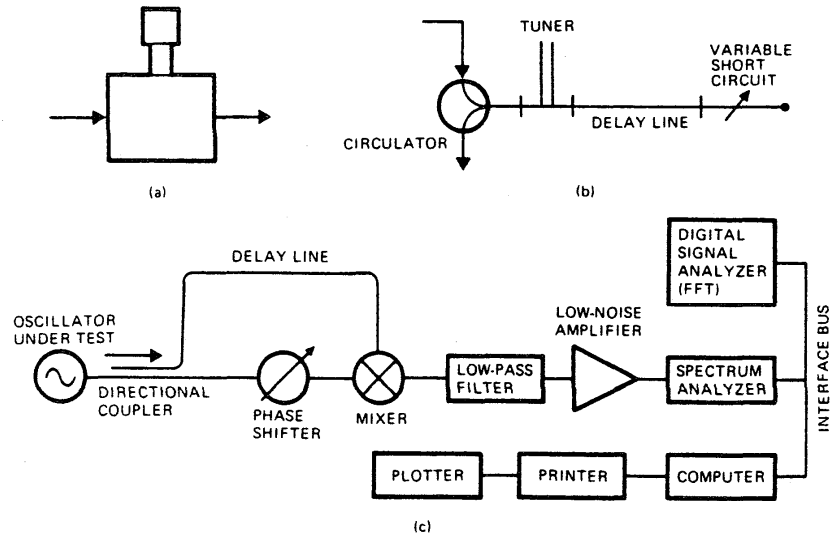 (a)
TUNER
VARIABLE
SHORT
CIRCUIT
CIRCULATOR
DELAY LINE
(b)
DELAY LINE
OSCILLATOR
UNDER TEST
DIRECTIONAL
COUPLER
PHASE
SHIFTER
MIXER
LOW-PASS
FILTER
LOW-NOISE
AMPLIFIER
DIGITAL
SIGNAL
ANALYZER
(FFT)
SPECTRUM
ANALYZER
INTERFACE BUS
PLOTTER
PRINTER
COMPUTER
(c)